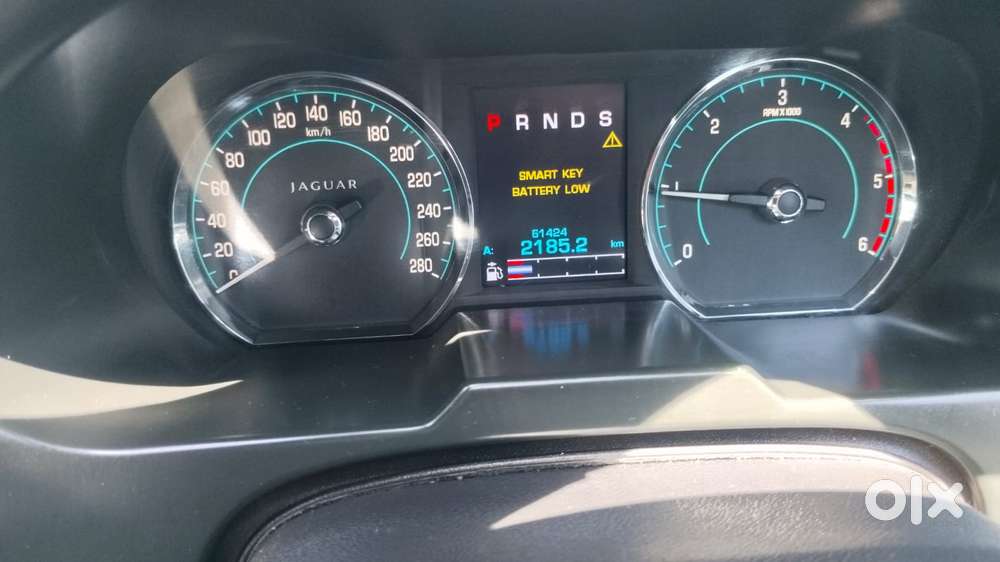 0
20
40
60
80
100
120
140
160
180
200
220
240
260
280
km/h
JAGUAR
P R N D S
SMART KEY
BATTERY LOW
61424
A: 2185.2 km
0
1
2
3
4
5
6
RPM X 1000
olx